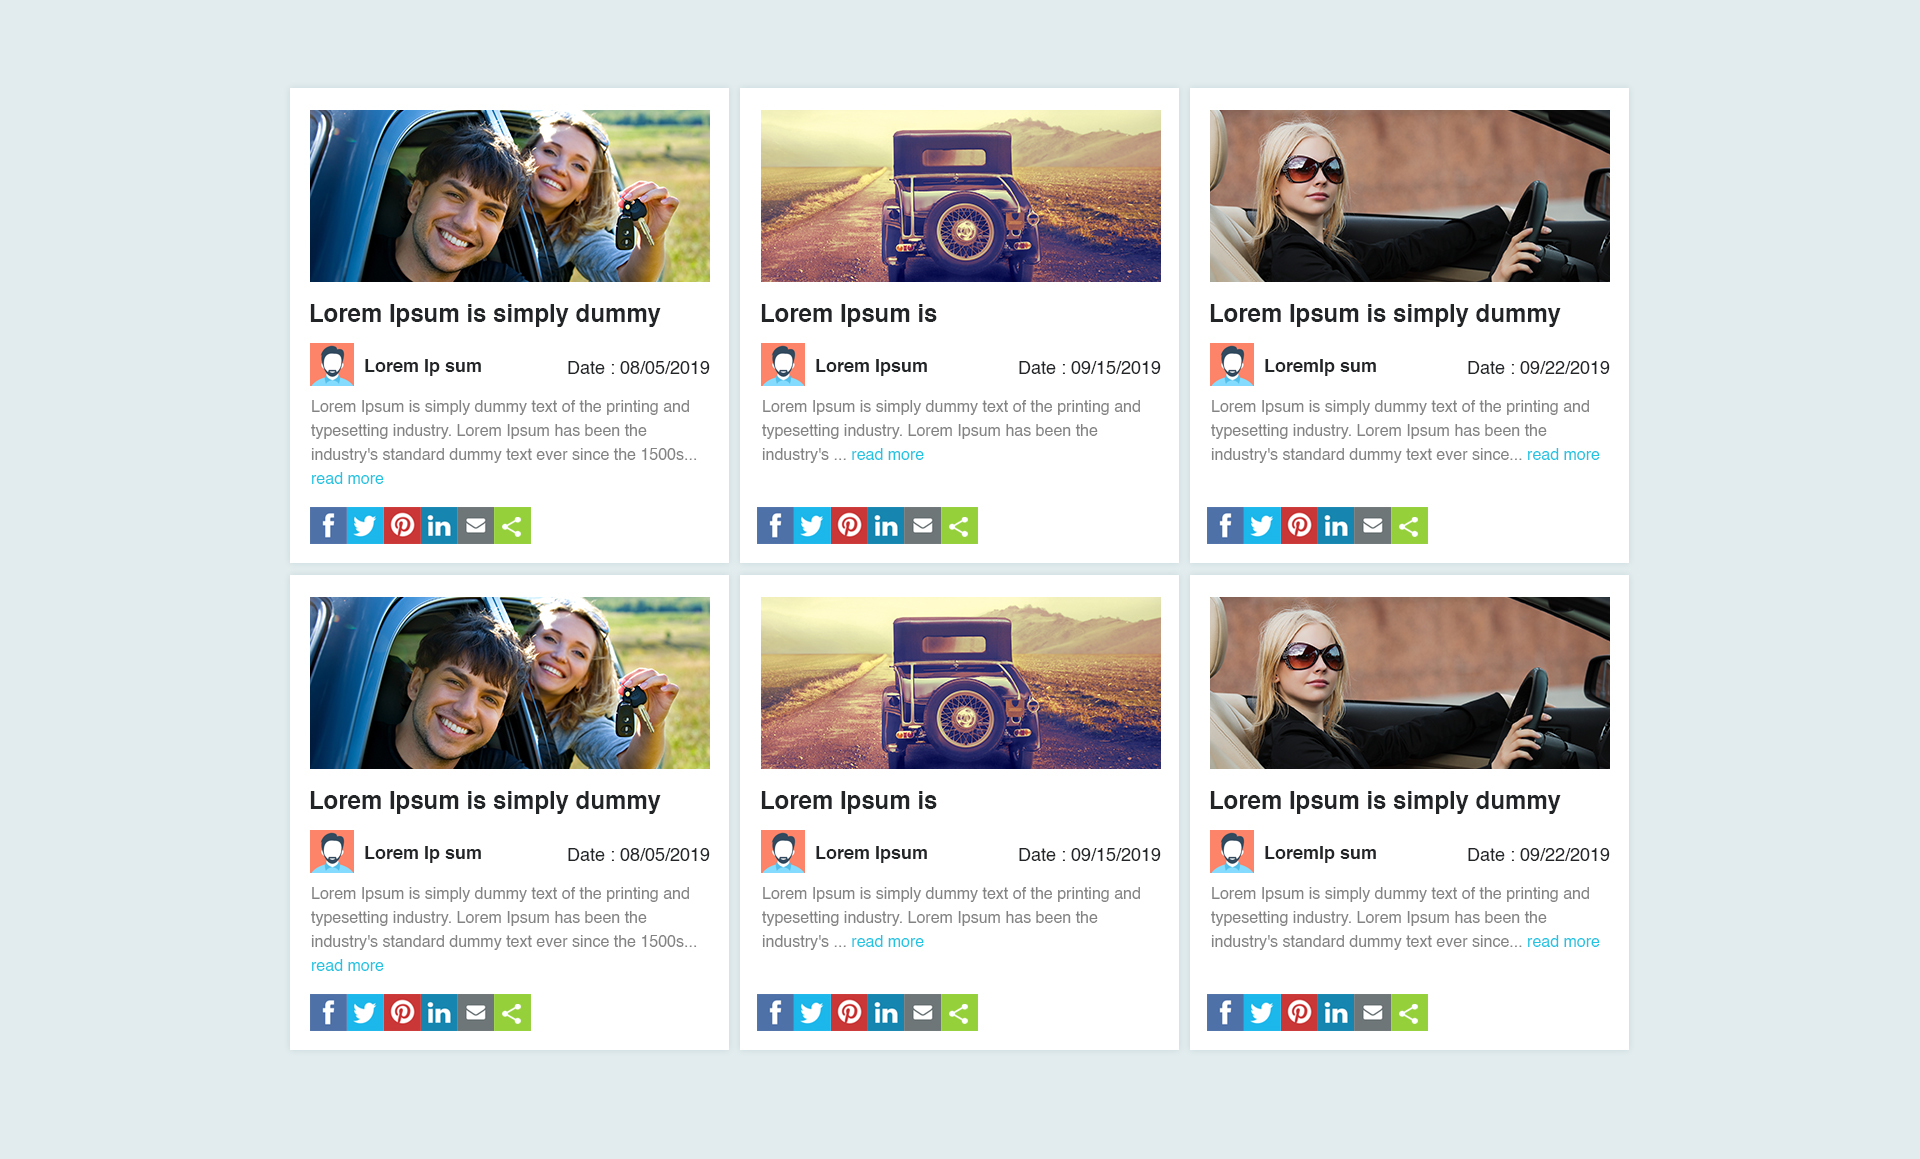 Lorem Ipsum is simply dummy
Lorem Ip sum
Date : 08/05/2019
Lorem Ipsum is simply dummy text of the printing and
typesetting industry. Lorem Ipsum has been the
industry's standard dummy text ever since the 1500s...
read more
Lorem Ipsum is
Lorem Ipsum
Date : 09/15/2019
Lorem Ipsum is simply dummy text of the printing and
typesetting industry. Lorem Ipsum has been the
industry's ... read more
Lorem Ipsum is simply dummy
LoremIp sum
Date : 09/22/2019
Lorem Ipsum is simply dummy text of the printing and
typesetting industry. Lorem Ipsum has been the
industry's standard dummy text ever since... read more
Lorem Ipsum is simply dummy
Lorem Ip sum
Date : 08/05/2019
Lorem Ipsum is simply dummy text of the printing and
typesetting industry. Lorem Ipsum has been the
industry's standard dummy text ever since the 1500s...
read more
Lorem Ipsum is
Lorem Ipsum
Date : 09/15/2019
Lorem Ipsum is simply dummy text of the printing and
typesetting industry. Lorem Ipsum has been the
industry's ... read more
Lorem Ipsum is simply dummy
LoremIp sum
Date : 09/22/2019
Lorem Ipsum is simply dummy text of the printing and
typesetting industry. Lorem Ipsum has been the
industry's standard dummy text ever since... read more